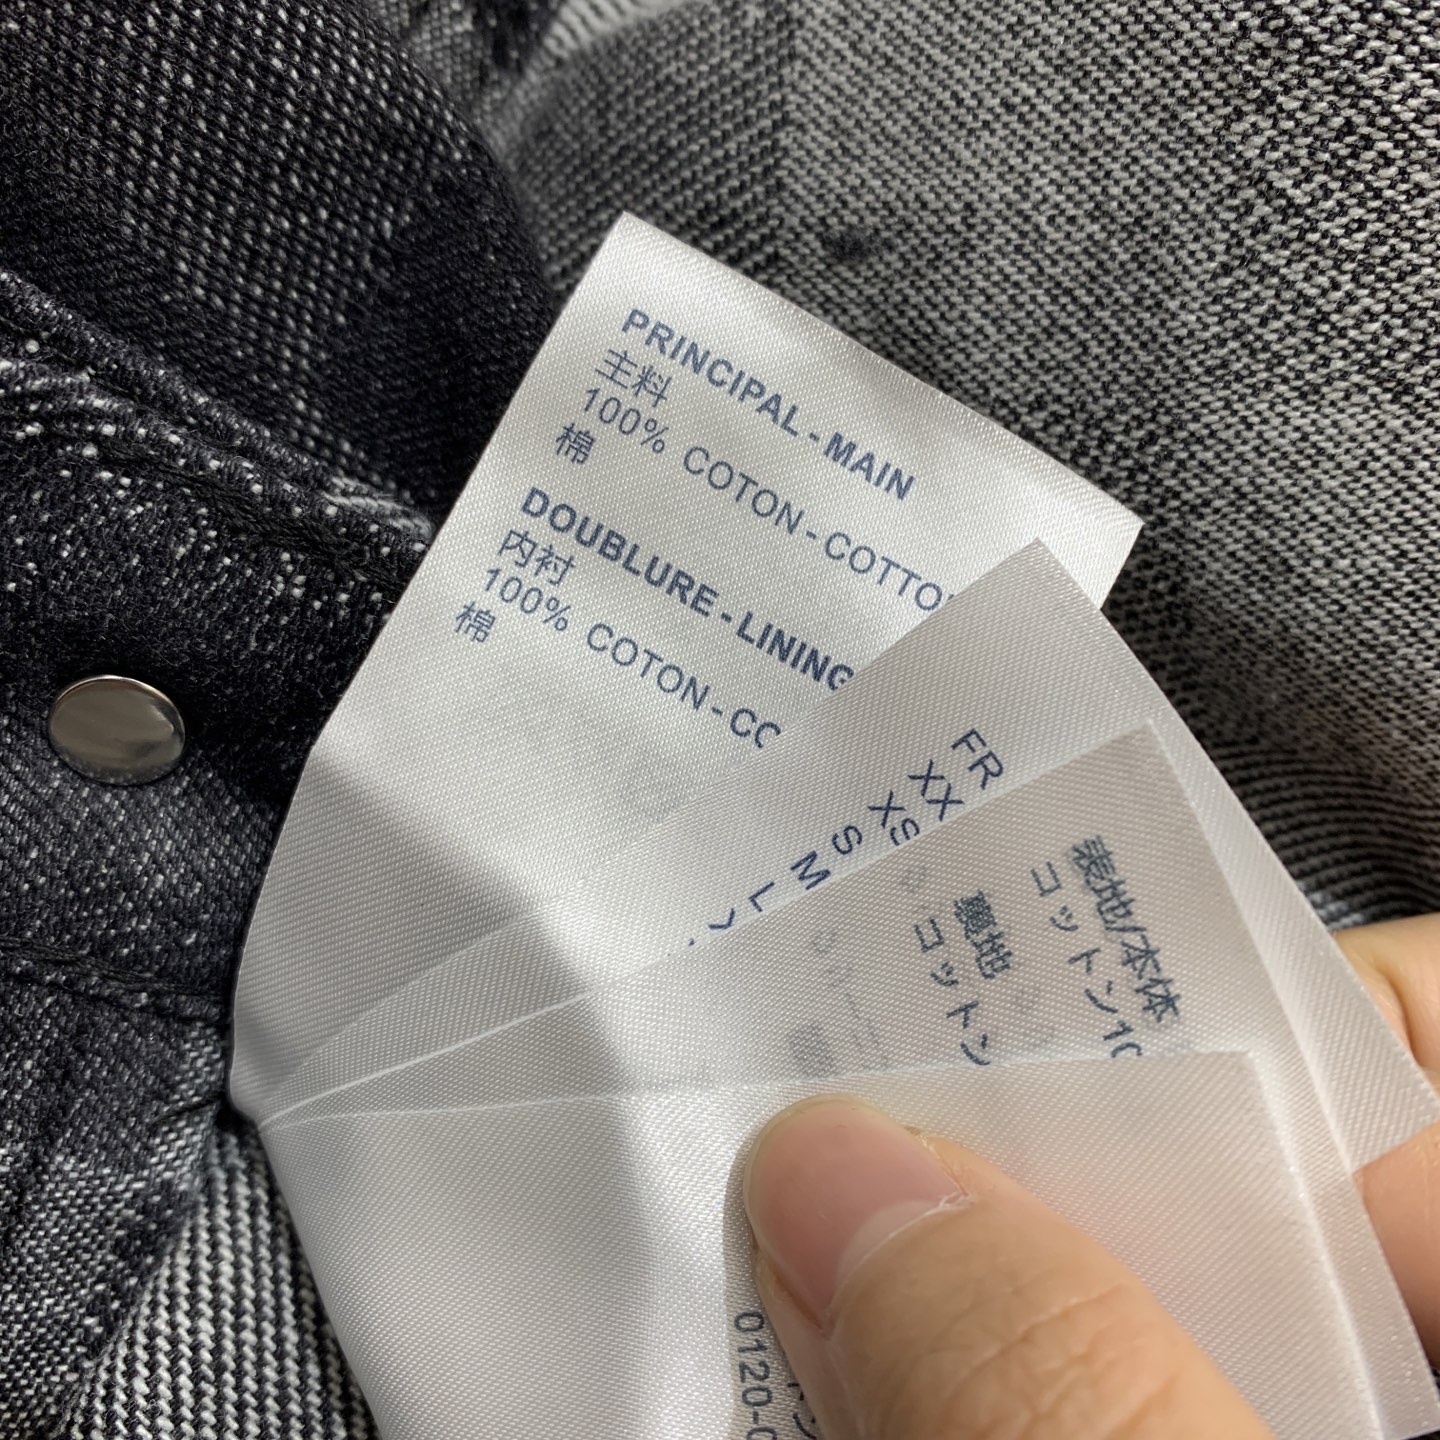 PRINCIPAL - MAIN
主料
100% COTON - COTTO
棉
DOUBLURE - LINING
内衬
100% COTON - CO
棉
FR
XX
XS
S
M
L
表地/本体
コットン10
裏地
コットン
0120-0